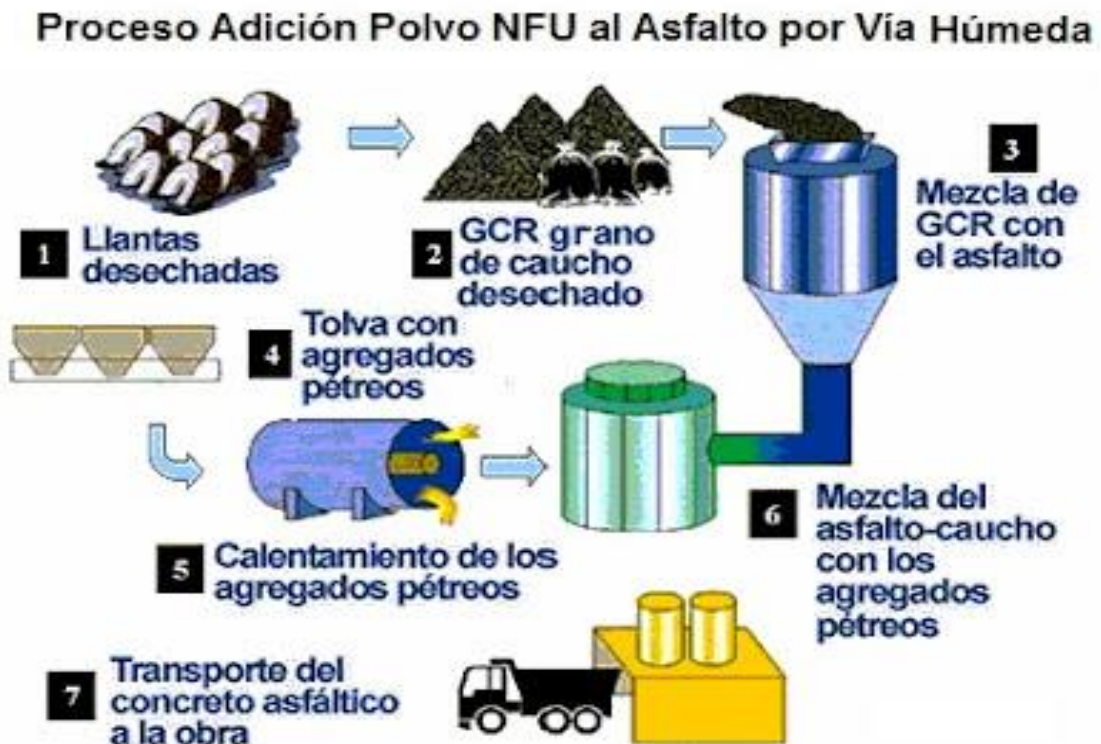 Proceso Adición Polvo NFU al Asfalto por Vía Húmeda
1 Llantas
desechadas
2 GCR grano
de caucho
desechado
3
Mezcla de
GCR con
el asfalto
4 Tolva con
agregados
pétreos
5 Calentamiento de los
agregados pétreos
6 Mezcla del
asfalto-caucho
con los
agregados
pétreos
7 Transporte del
concreto asfáltico
a la obra